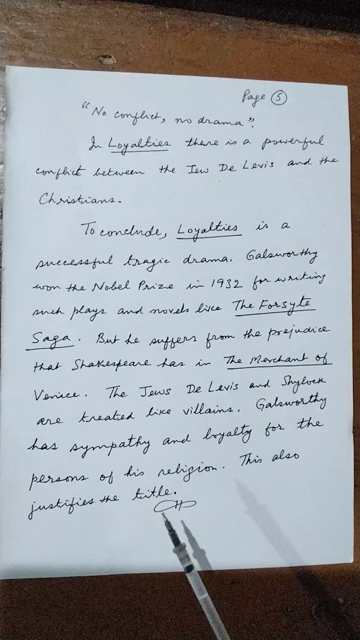 Page 5
"No conflict, no drama".
In Loyalties there is a powerful
conflict between the Jew De Levis and the
Christians.
To conclude, Loyalties is a
successful tragic drama. Galsworthy
won the Nobel Prize in 1932 for writing
such plays and novels like The Forsyte
Saga. But he suffers from the prejudice
that Shakespeare has in The Merchant of
Venice. The Jews De Levis and Shylock
are treated like villains. Galsworthy
has sympathy and loyalty for the
persons of his religion. This also
justifies the title.